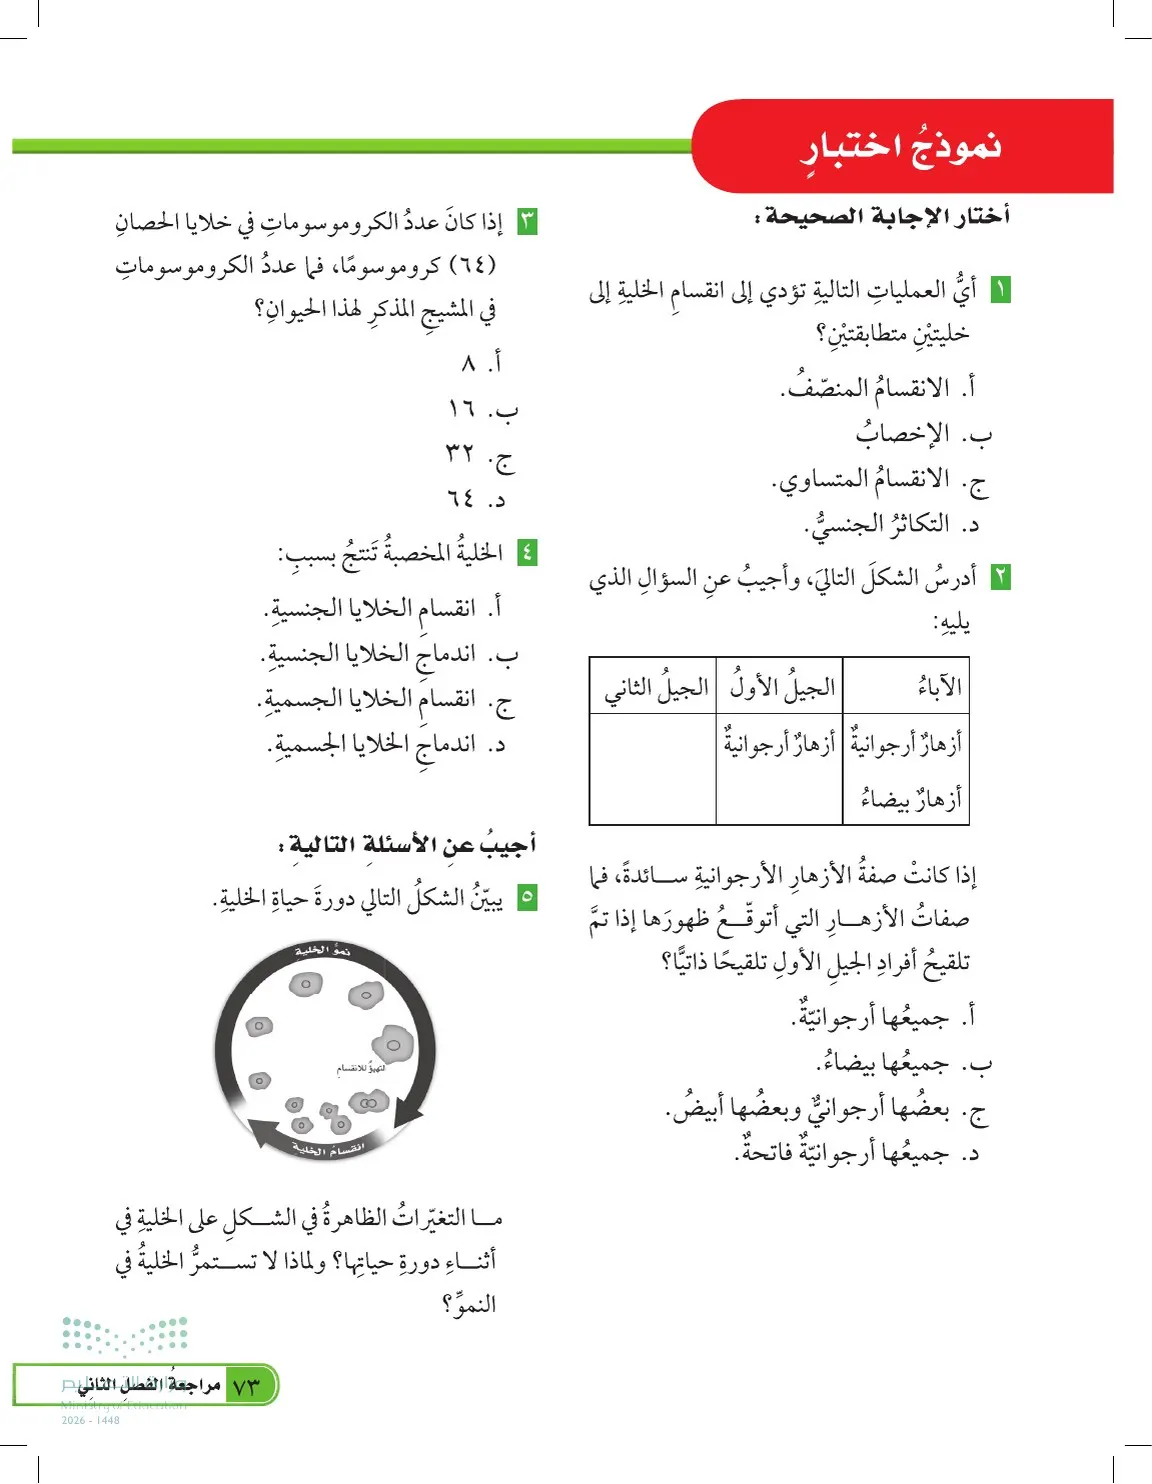 نموذجُ اختبارٍ
أختار الإجابة الصحيحة :
١ أيُّ العملياتِ التاليةِ تؤدي إلى انقسامِ الخليةِ إلى
خليتيْنِ متطابقتيْنِ؟
أ. الانقسامُ المنصّفُ.
ب. الإخصابُ
ج. الانقسامُ المتساوي.
د. التكاثرُ الجنسيُّ.
٢ أدرسُ الشكلَ التاليَ، وأجيبُ عنِ السؤالِ الذي
يليهِ:
الآباءُ الجيلُ الأولُ الجيلُ الثاني
أزهارٌ أرجوانيةٌ أزهارٌ أرجوانيةٌ
أزهارٌ بيضاءُ
إذا كانتْ صفةُ الأزهارِ الأرجوانيةِ سائدةً، فما
صفاتُ الأزهارِ التي أتوقّعُ ظهورَها إذا تمَّ
تلقيحُ أفرادِ الجيلِ الأولِ تلقيحًا ذاتيًّا؟
أ. جميعُها أرجوانيّةٌ.
ب. جميعُها بيضاءُ.
ج. بعضُها أرجوانيٌّ وبعضُها أبيضُ.
د. جميعُها أرجوانيّةٌ فاتحةٌ.
٣ إذا كانَ عددُ الكروموسوماتِ في خلايا الحصانِ
(٦٤) كروموسومًا، فما عددُ الكروموسوماتِ
في المشيجِ المذكرِ لهذا الحيوانِ؟
أ. ٨
ب. ١٦
ج. ٣٢
د. ٦٤
٤ الخليةُ المخصبةُ تَنتجُ بسببِ:
أ. انقسامِ الخلايا الجنسيةِ.
ب. اندماجِ الخلايا الجنسيةِ.
ج. انقسامِ الخلايا الجسميةِ.
د. اندماجِ الخلايا الجسميةِ.
أجيبُ عنِ الأسئلةِ التاليةِ :
٥ يبيّنُ الشكلُ التالي دورةَ حياةِ الخليةِ.
نموُّ الخليةِ
التهيؤُ للانقسامِ
انقسامُ الخليةِ
ما التغيّراتُ الظاهرةُ في الشكلِ على الخليةِ في
أثناءِ دورةِ حياتِها؟ ولماذا لا تستمرُّ الخليةُ في
النموِّ؟
وزارة التعليم
Ministry of Education
2026 - 1448
٧٣ مراجعةُ الفصلِ الثانِي